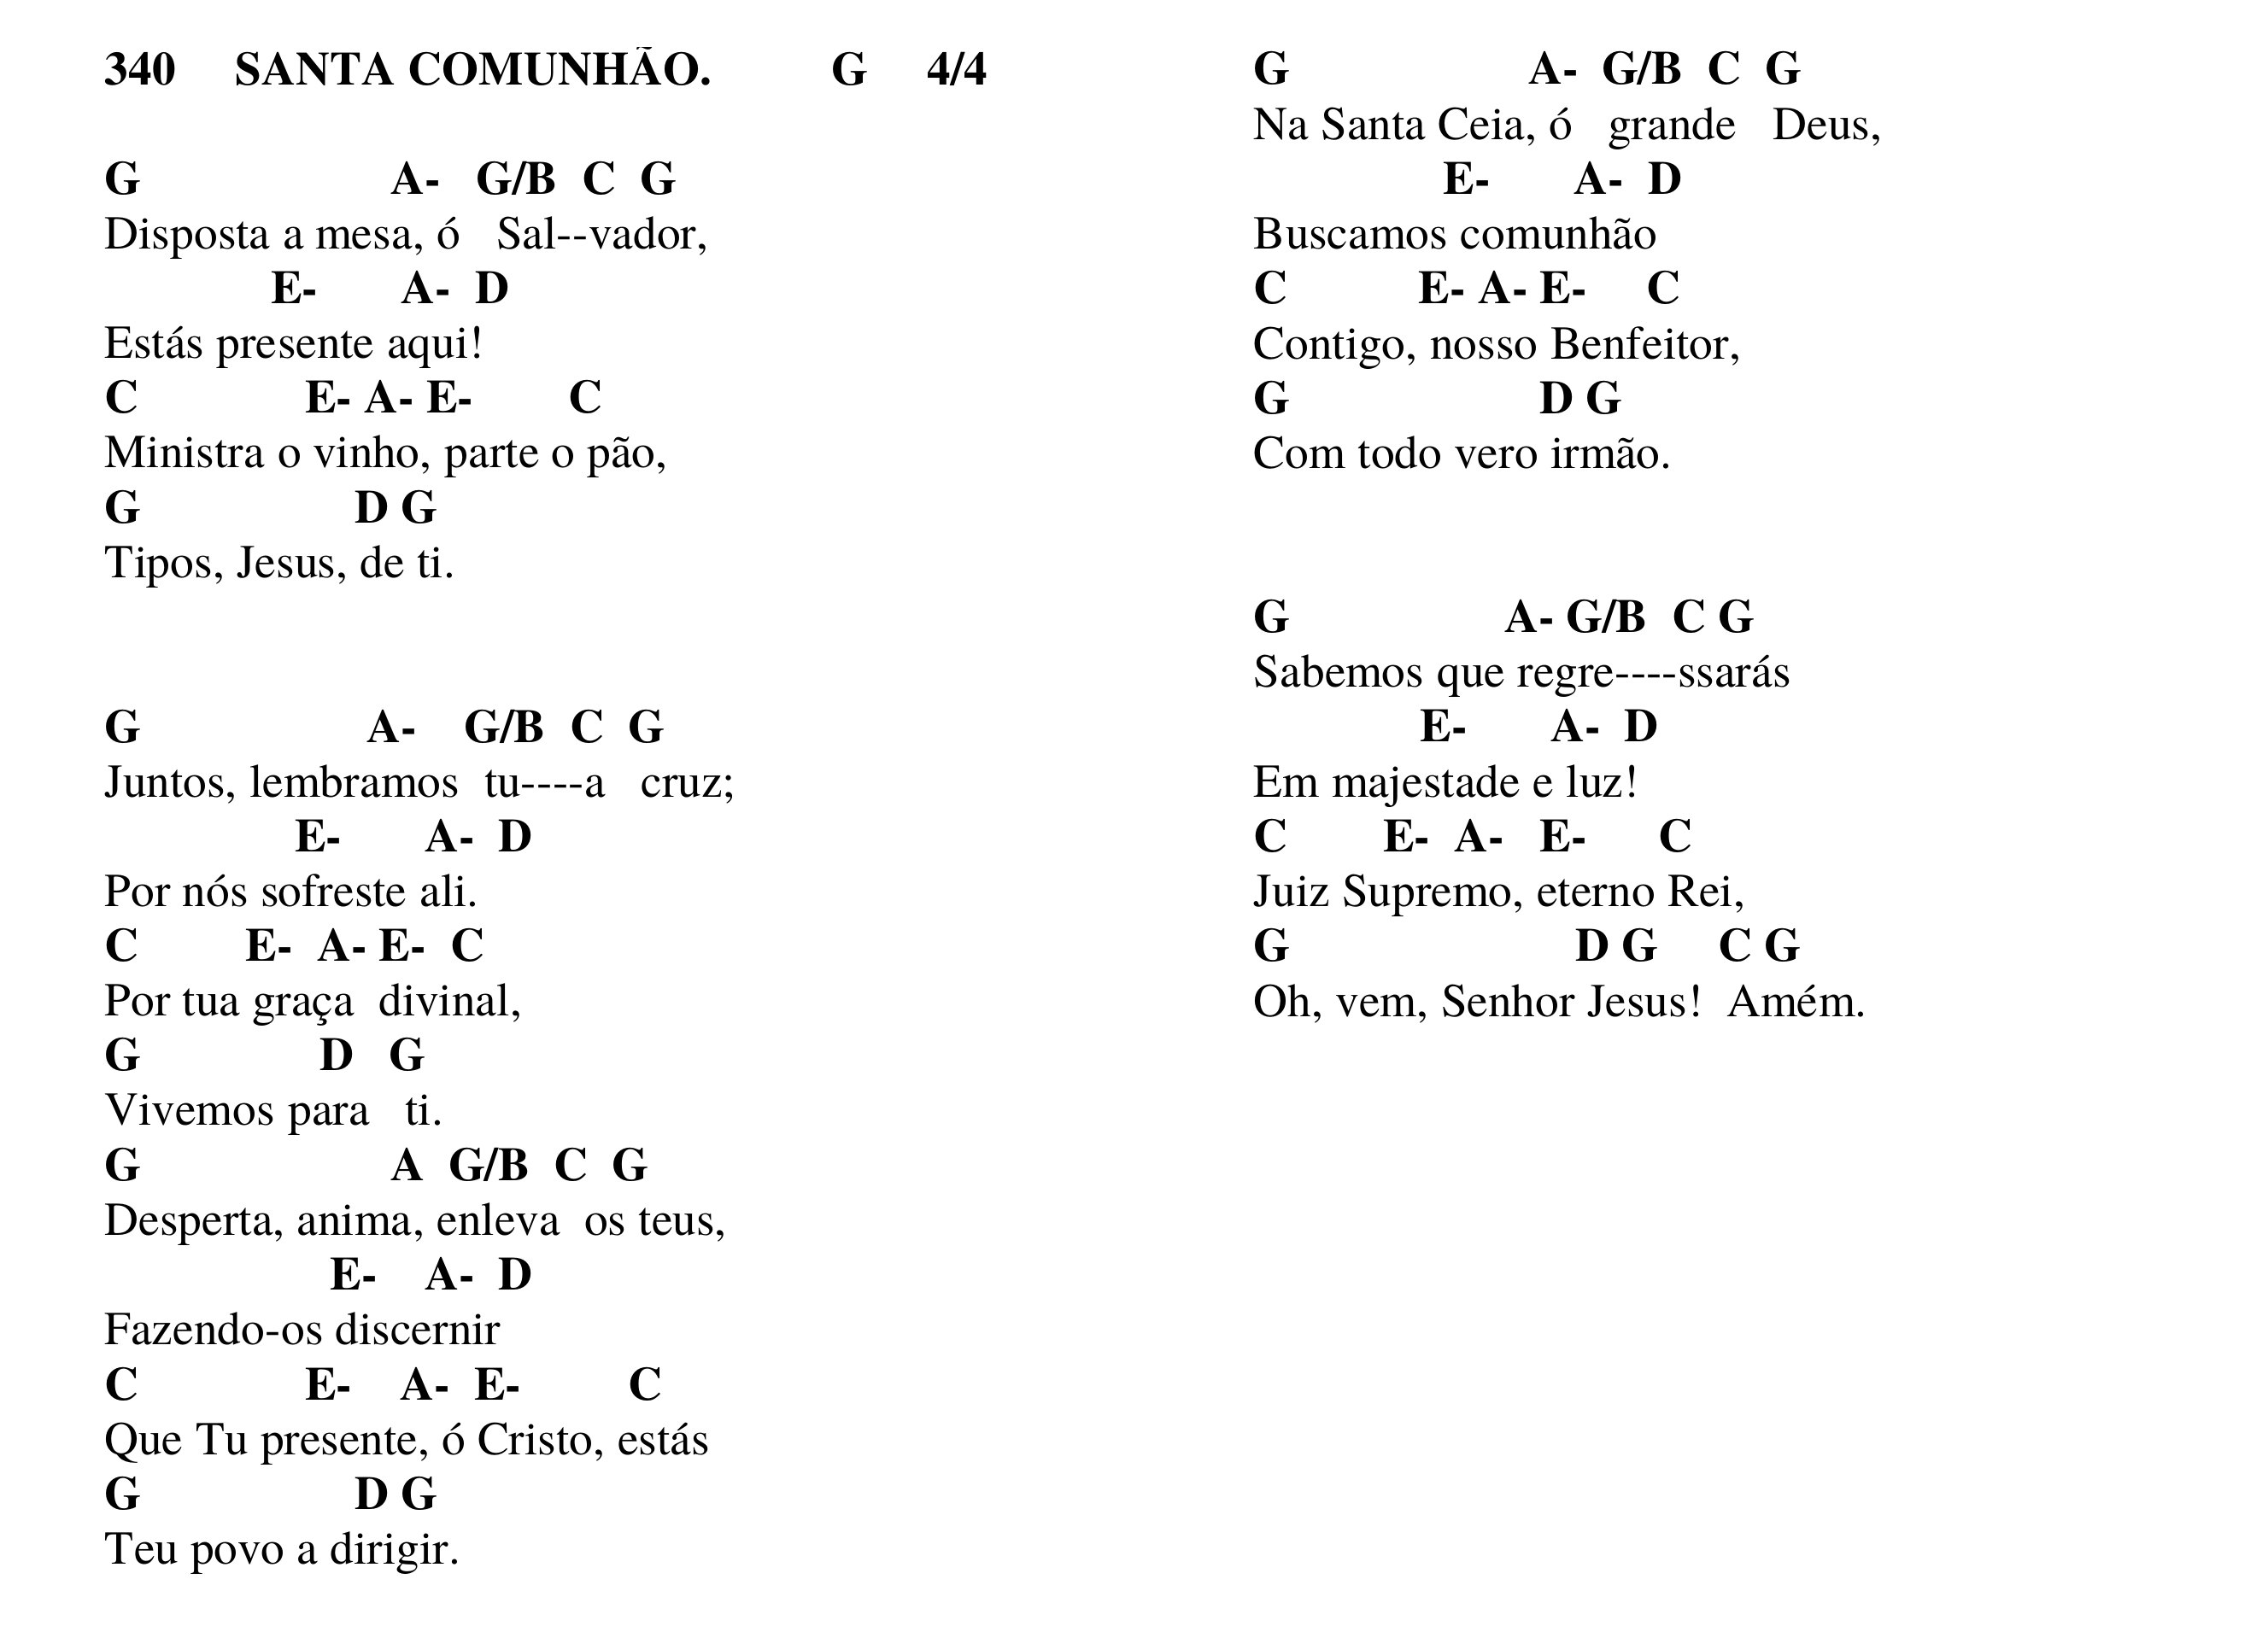 340 SANTA COMUNHÃO. G 4/4
G A- G/B C G
Disposta a mesa, ó Sal--vador,
E- A- D
Estás presente aqui!
C E- A- E- C
Ministra o vinho, parte o pão,
G D G
Tipos, Jesus, de ti.
G A- G/B C G
Juntos, lembramos tu----a cruz;
E- A- D
Por nós sofreste ali.
C E- A- E- C
Por tua graça divinal,
G D G
Vivemos para ti.
G A G/B C G
Desperta, anima, enleva os teus,
E- A- D
Fazendo-os discernir
C E- A- E- C
Que Tu presente, ó Cristo, estás
G D G
Teu povo a dirigir.
G A- G/B C G
Na Santa Ceia, ó grande Deus,
E- A- D
Buscamos comunhão
C E- A- E- C
Contigo, nosso Benfeitor,
G D G
Com todo vero irmão.
G A- G/B C G
Sabemos que regre----ssarás
E- A- D
Em majestade e luz!
C E- A- E- C
Juiz Supremo, eterno Rei,
G D G C G
Oh, vem, Senhor Jesus! Amém.